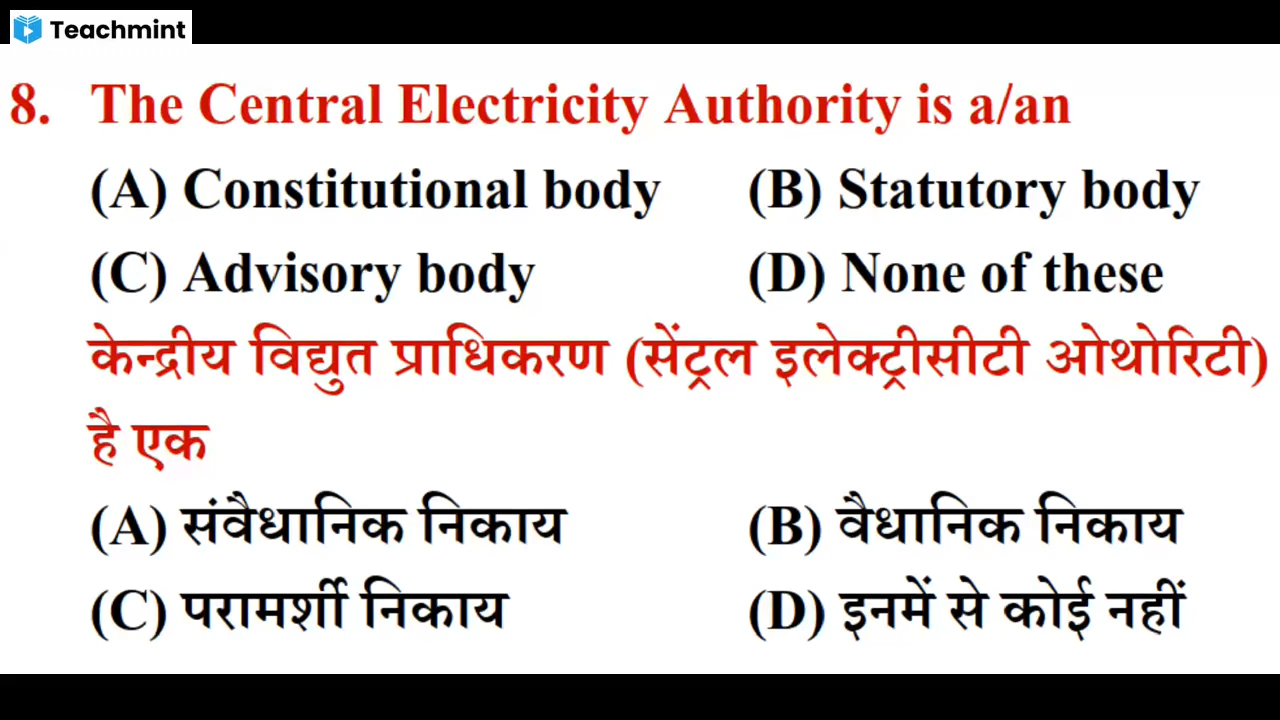 Teachmint
8. The Central Electricity Authority is a/an
(A) Constitutional body (B) Statutory body
(C) Advisory body (D) None of these
केन्द्रीय विद्युत प्राधिकरण (सेंट्रल इलेक्ट्रीसीटी ओथोरिटी)
है एक
(A) संवैधानिक निकाय (B) वैधानिक निकाय
(C) परामर्शी निकाय (D) इनमें से कोई नहीं